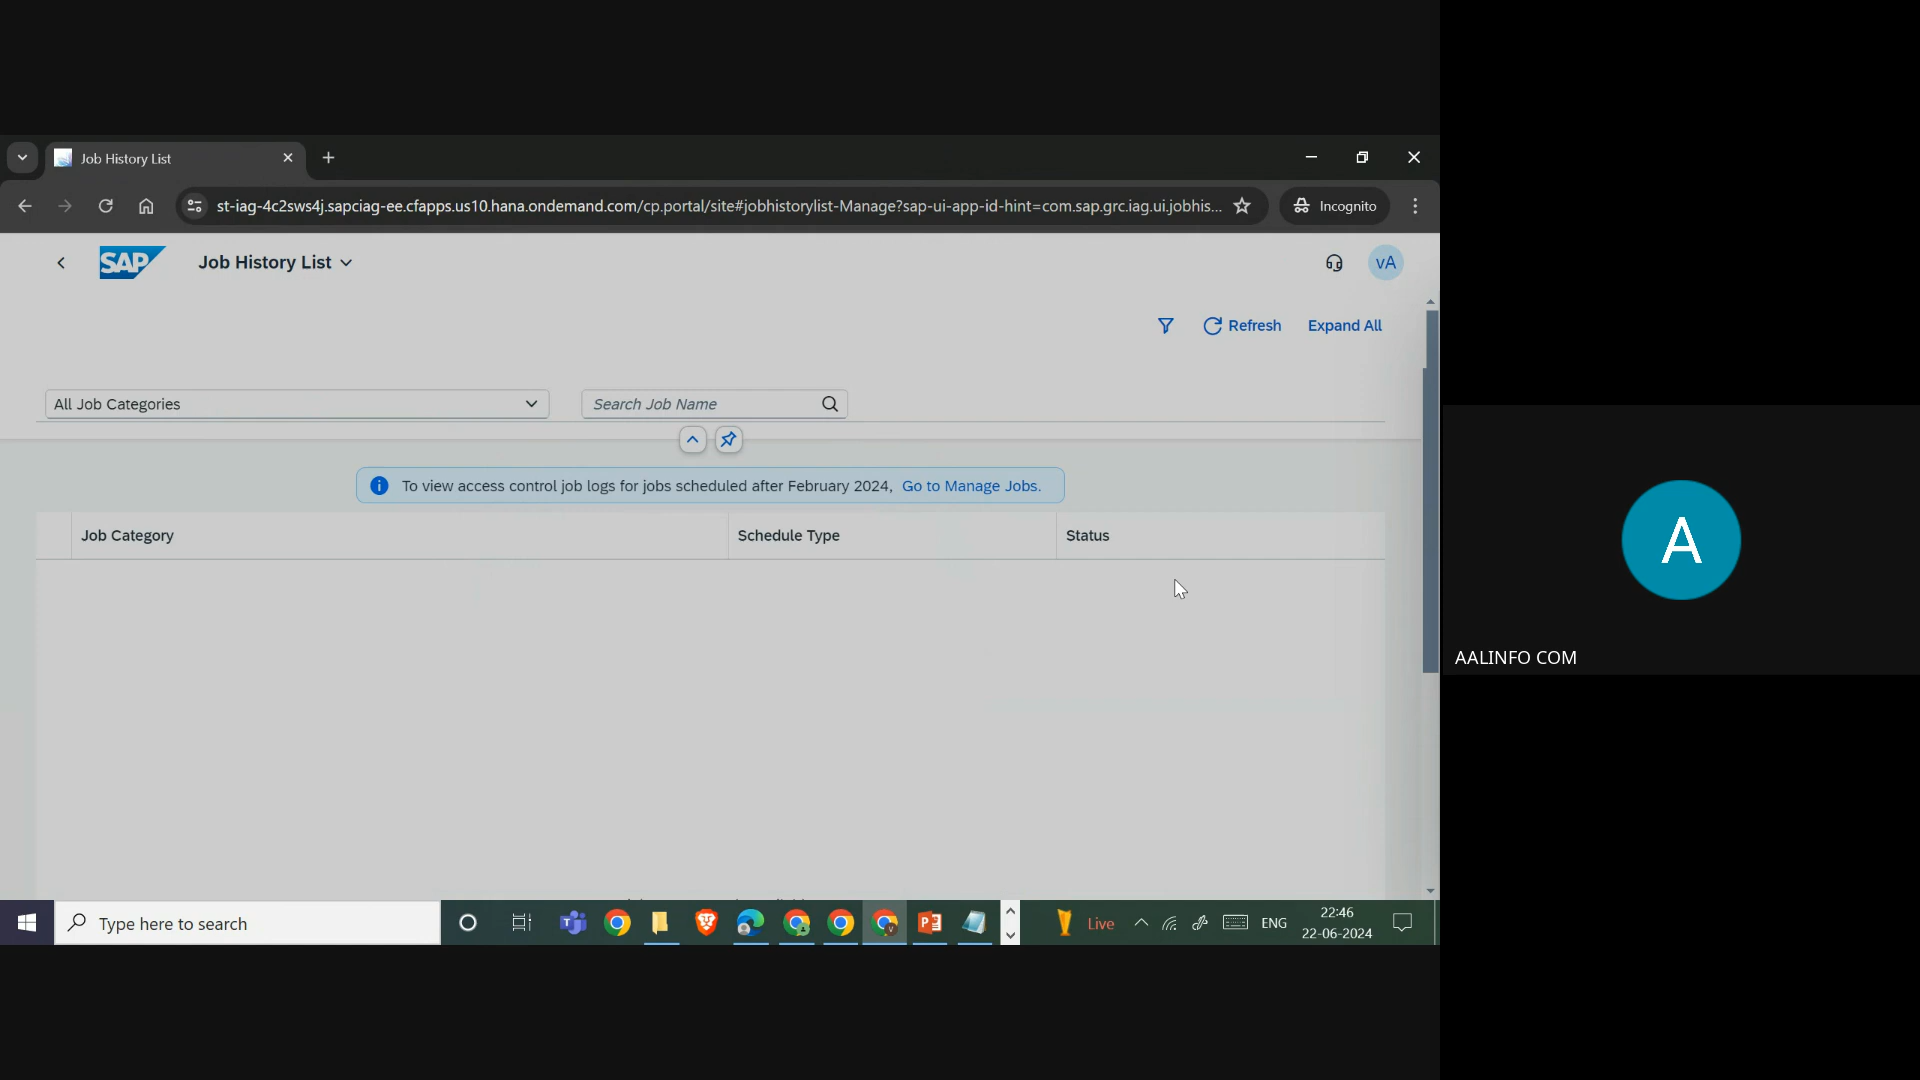 Job History List
st-iag-4c2sws4j.sapciag-ee.cfapps.us10.hana.ondemand.com/cp.portal/site#jobhistorylist-Manage?sap-ui-app-id-hint=com.sap.grc.iag.ui.jobhis...
Incognito
SAP
Job History List
vA
Refresh
Expand All
All Job Categories
Search Job Name
To view access control job logs for jobs scheduled after February 2024, Go to Manage Jobs.
Job Category
Schedule Type
Status
A
AALINFO COM
Type here to search
Live
ENG
22:46
22-06-2024